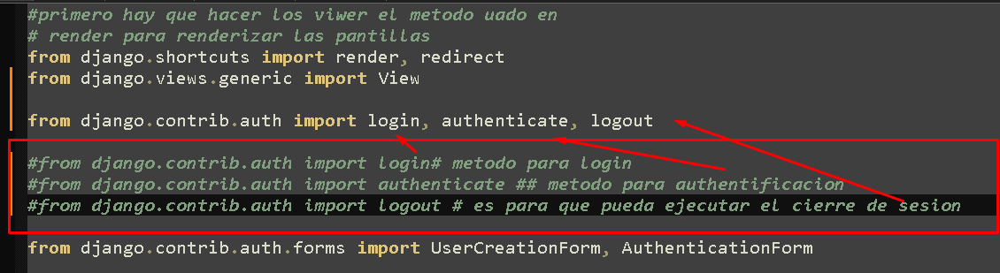 #primero hay que hacer los viwer el metodo uado en
# render para renderizar las pantillas
from django.shortcuts import render, redirect
from django.views.generic import View
from django.contrib.auth import login, authenticate, logout
#from django.contrib.auth import login# metodo para login
#from django.contrib.auth import authenticate ## metodo para authentificacion
#from django.contrib.auth import logout # es para que pueda ejecutar el cierre de sesion
from django.contrib.auth.forms import UserCreationForm, AuthenticationForm